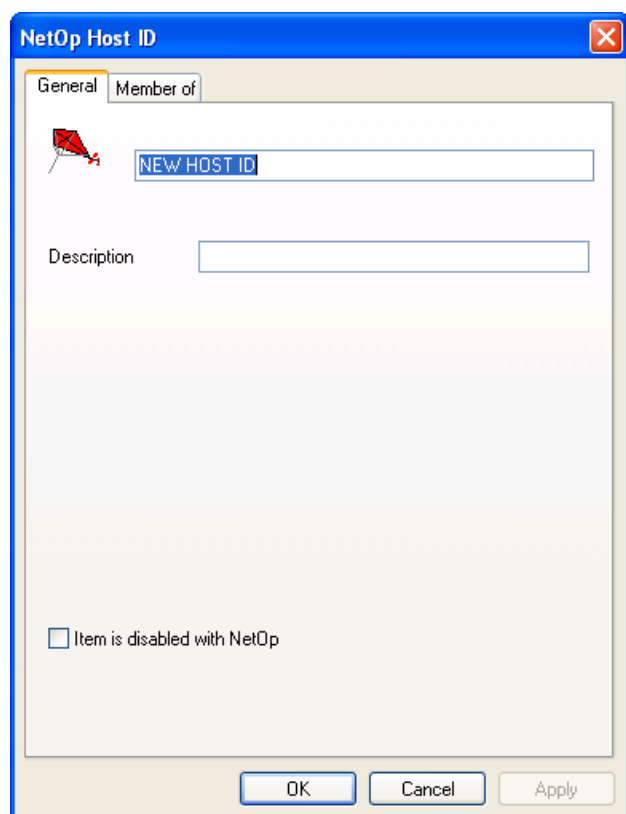 NetOp Host ID
General Member of
NEW HOST ID
Description
Item is disabled with NetOp
OK Cancel Apply